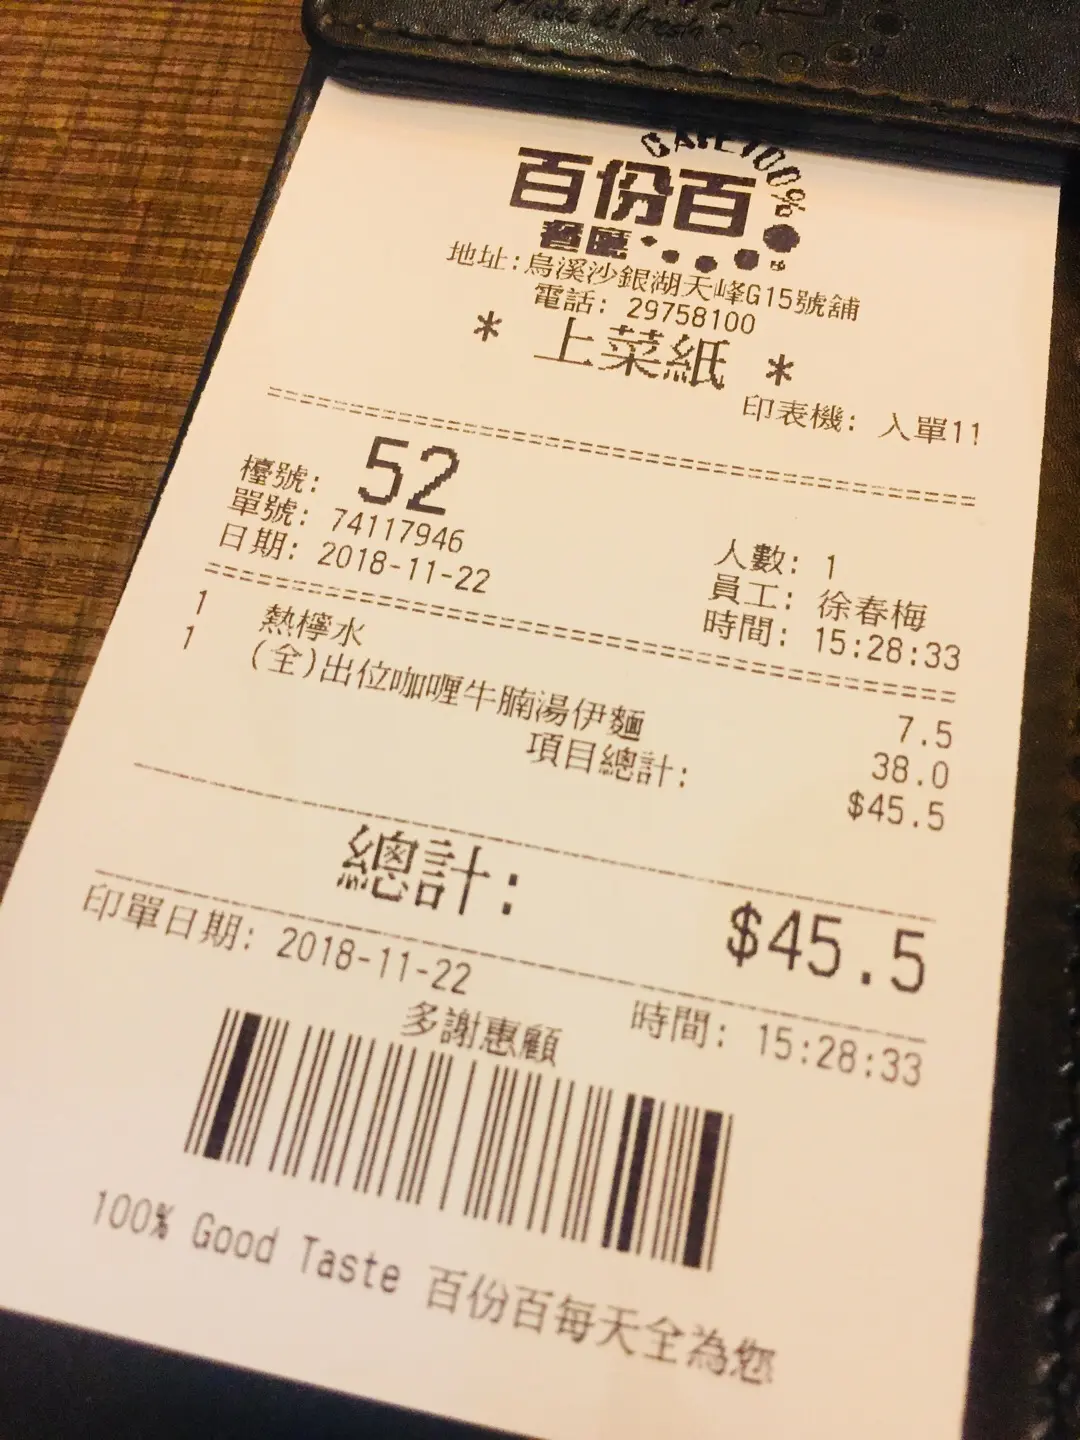 CAFE100%
百份百
餐廳
地址:烏溪沙銀湖天峰G15號舖
電話: 29758100
* 上菜紙 *
印表機: 入單11
檯號: 52
單號: 74117946
人數: 1
日期: 2018-11-22
員工: 徐春梅
時間: 15:28:33
1 熱檸水 7.5
1 (全)出位咖喱牛腩湯伊麵 38.0
項目總計: $45.5
總計: $45.5
印單日期: 2018-11-22 時間: 15:28:33
多謝惠顧
100% Good Taste 百份百每天全為您